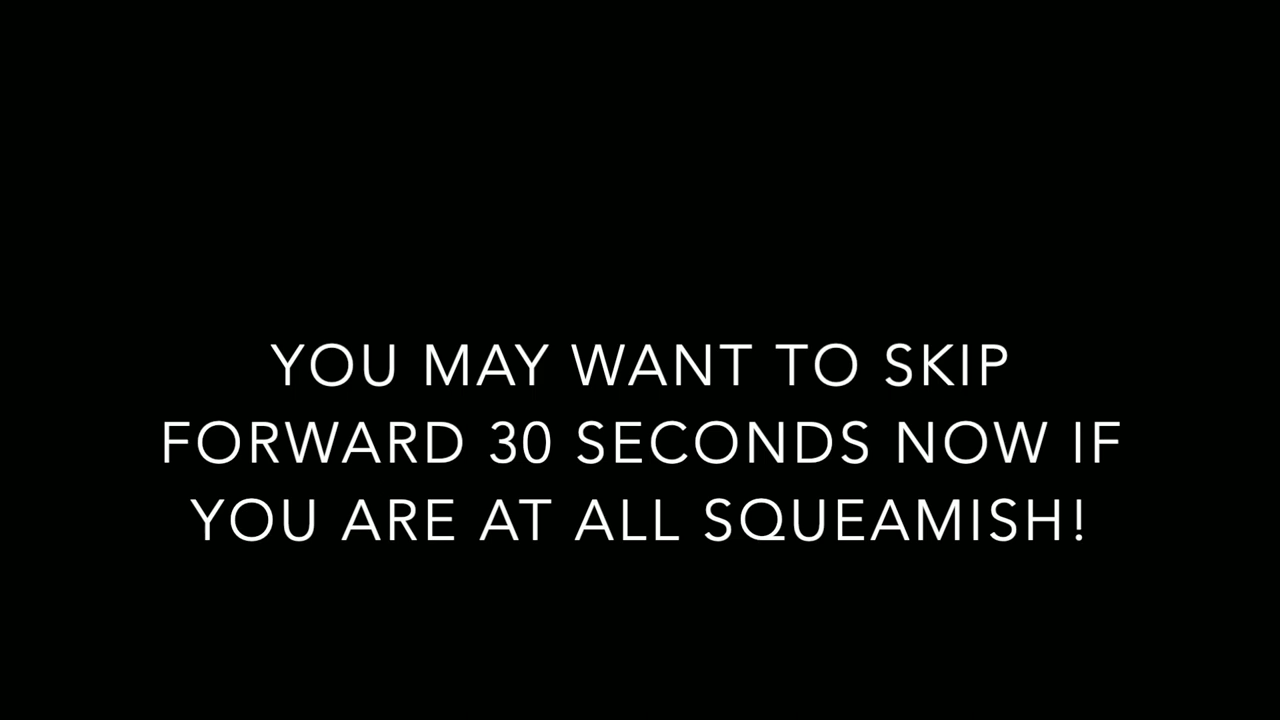 YOU MAY WANT TO SKIP
FORWARD 30 SECONDS NOW IF
YOU ARE AT ALL SQUEAMISH!